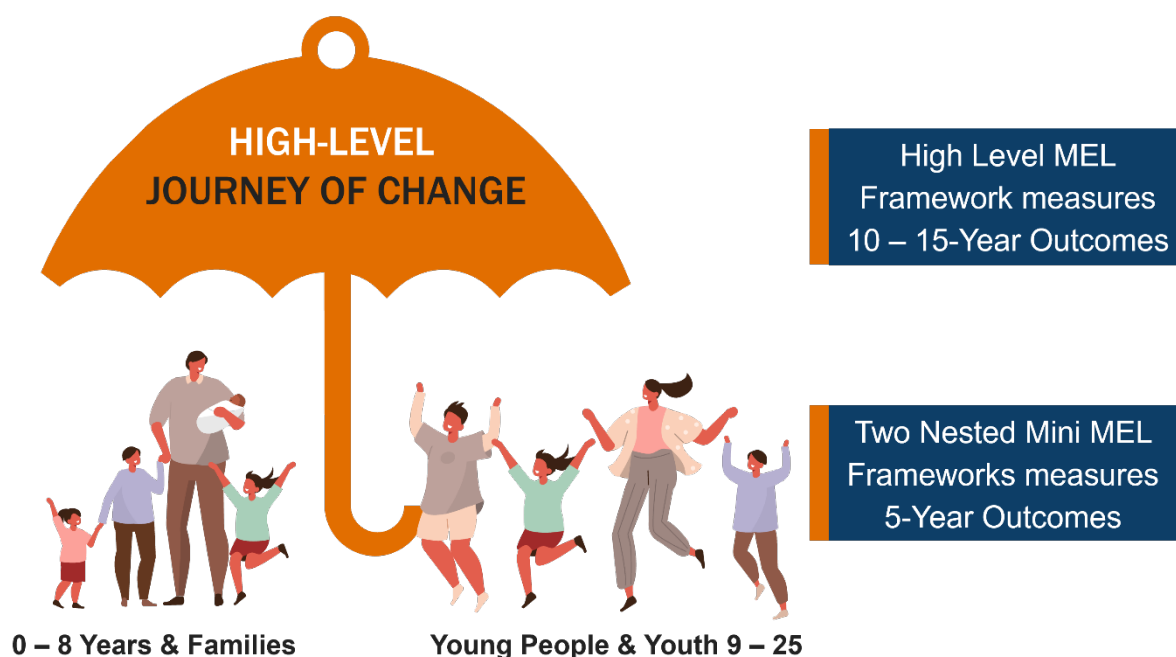 HIGH-LEVEL
JOURNEY OF CHANGE
High Level MEL
Framework measures
10 – 15-Year Outcomes
Two Nested Mini MEL
Frameworks measures
5-Year Outcomes
0 – 8 Years & Families
Young People & Youth 9 – 25